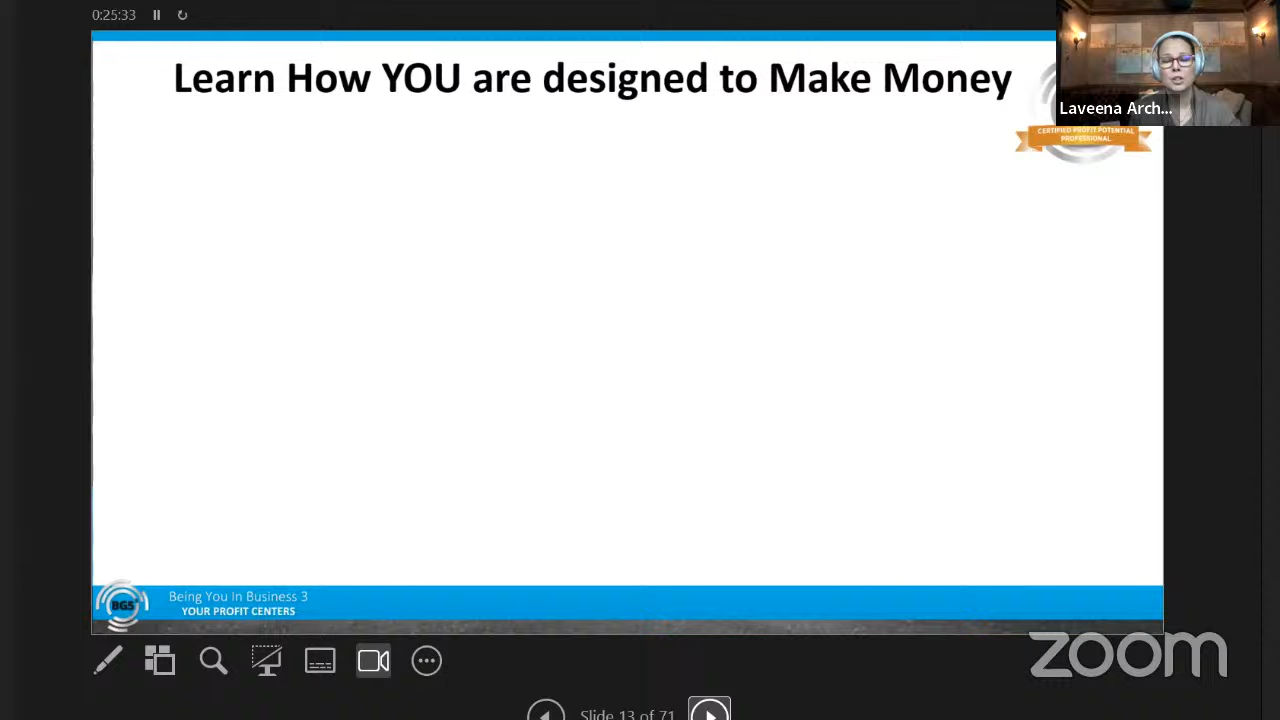 0:25:33
Learn How YOU are designed to Make Money
Laveena Arch...
CERTIFIED PROFIT POTENTIAL
PROFESSIONAL
BGS
Being You In Business 3
YOUR PROFIT CENTERS
zoom
Slide 13 of 71